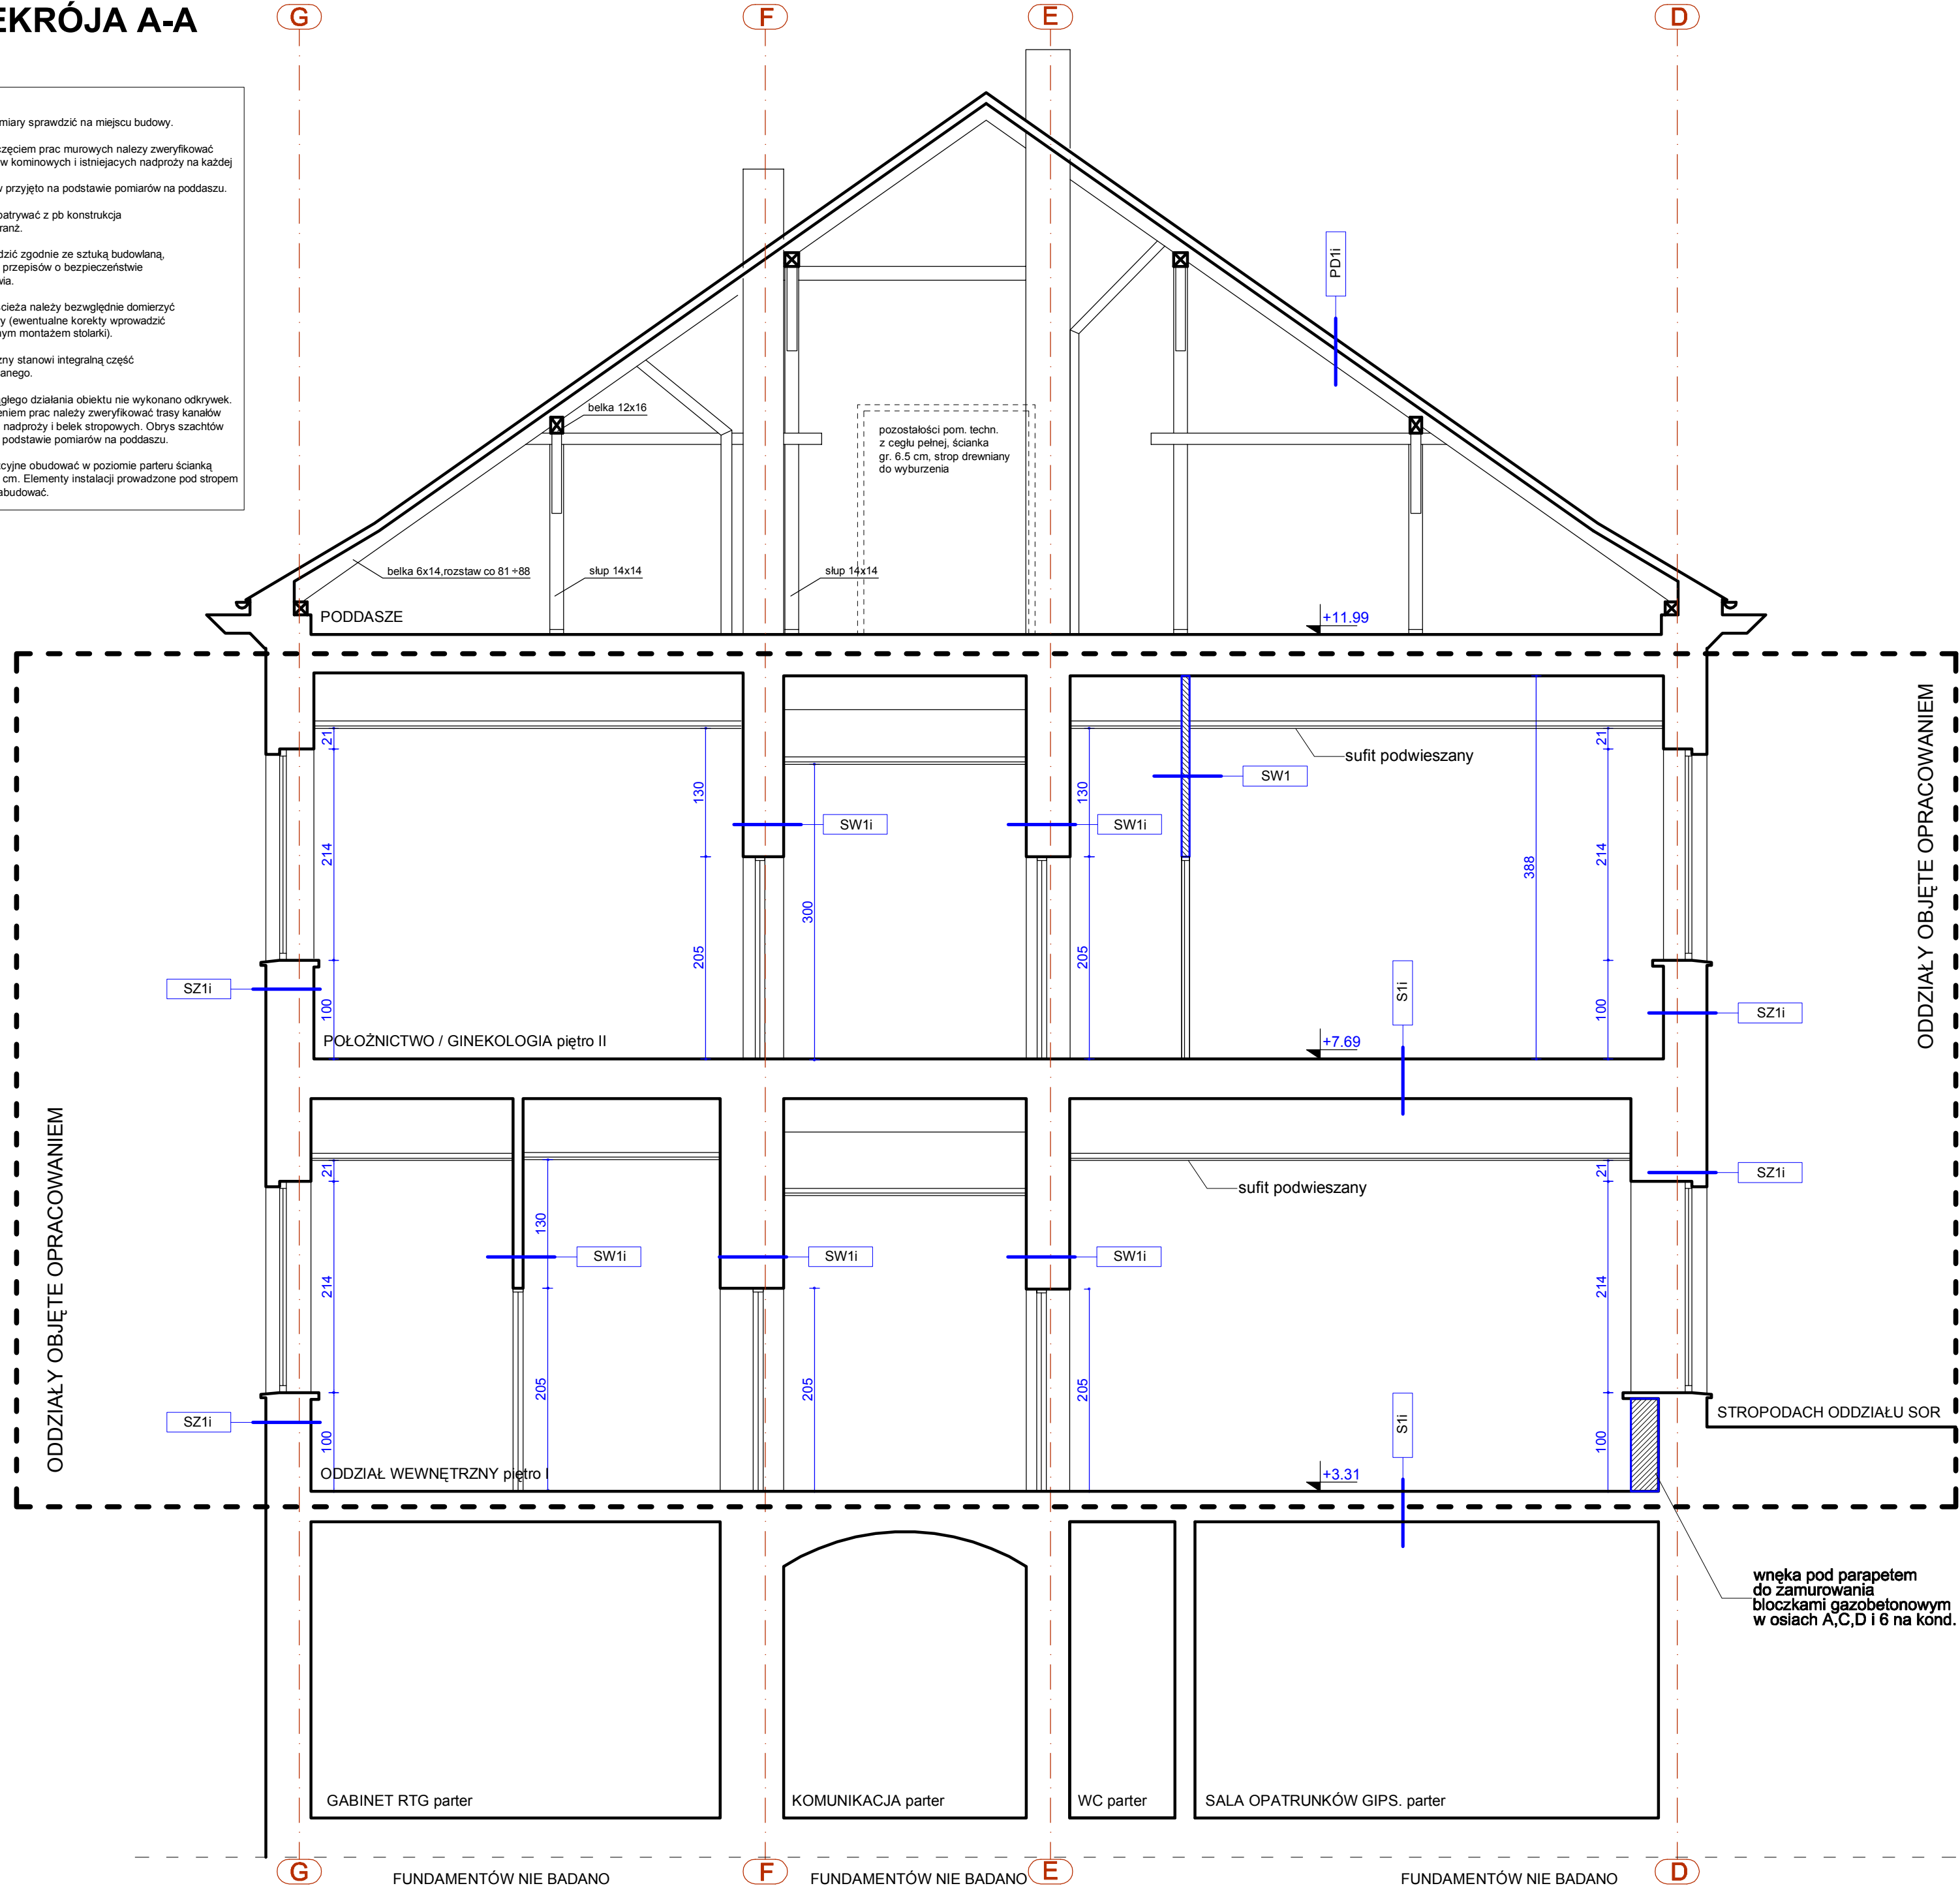 EKRÓJA A-A
G
F
E
D
miary sprawdzić na miejscu budowy.
częciem prac murowych nalezy zweryfikować
w kominowych i istniejacych nadproży na każdej
w przyjęto na podstawie pomiarów na poddaszu.
patrywać z pb konstrukcja
ranż.
dzić zgodnie ze sztuką budowlaną,
przepisów o bezpieczeństwie
wia.
cieża należy bezwględnie domierzyć
y (ewentualne korekty wprowadzić
nym montażem stolarki).
zny stanowi integralną część
anego.
ągłego działania obiektu nie wykonano odkrywek.
eniem prac należy zweryfikować trasy kanałów
nadproży i belek stropowych. Obrys szachtów
podstawie pomiarów na poddaszu.
cyjne obudować w poziomie parteru ścianką
cm. Elementy instalacji prowadzone pod stropem
abudować.
PD1i
belka 12x16
pozostałości pom. techn.
z cegłu pełnej, ścianka
gr. 6.5 cm, strop drewniany
do wyburzenia
belka 6x14,rozstaw co 81÷88
słup 14x14
słup 14x14
PODDASZE
+11.99
ODDZIAŁY OBJĘTE OPRACOWANIEM
21
130
130
21
sufit podwieszany
SW1
SW1i
SW1i
214
300
388
214
205
205
SZ1i
S1i
SZ1i
100
100
POŁOŻNICTWO / GINEKOLOGIA piętro II
+7.69
ODDZIAŁY OBJĘTE OPRACOWANIEM
21
21
SZ1i
sufit podwieszany
130
SW1i
SW1i
SW1i
214
214
205
205
205
SZ1i
S1i
STROPODACH ODDZIAŁU SOR
100
100
ODDZIAŁ WEWNĘTRZNY piętro I
+3.31
wnęka pod parapetem
do zamurowania
bloczkami gazobetonowym
w osiach A,C,D i 6 na kond.
GABINET RTG parter
KOMUNIKACJA parter
WC parter
SALA OPATRUNKÓW GIPS. parter
G
F
E
D
FUNDAMENTÓW NIE BADANO
FUNDAMENTÓW NIE BADANO
FUNDAMENTÓW NIE BADANO